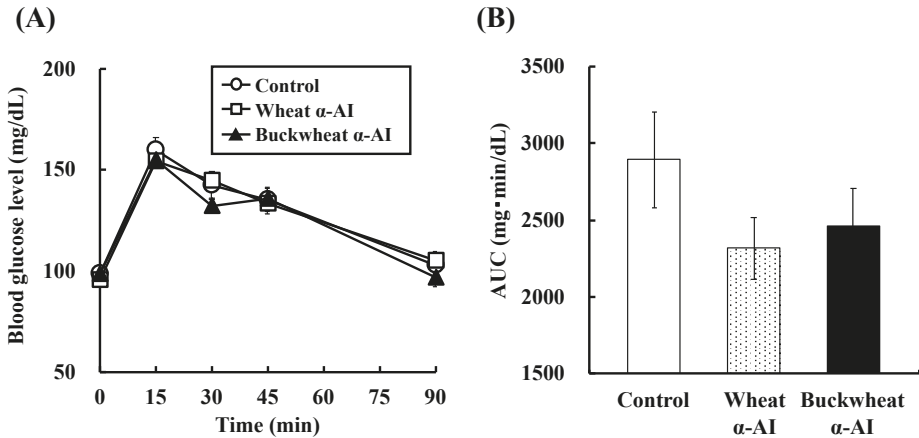 (A)
Blood glucose level (mg/dL)
200
150
100
50
0
15
30
45
60
75
90
Time (min)
Control
Wheat α-AI
Buckwheat α-AI
(B)
AUC (mg·min/dL)
3500
3000
2500
2000
1500
Control
Wheat
α-AI
Buckwheat
α-AI